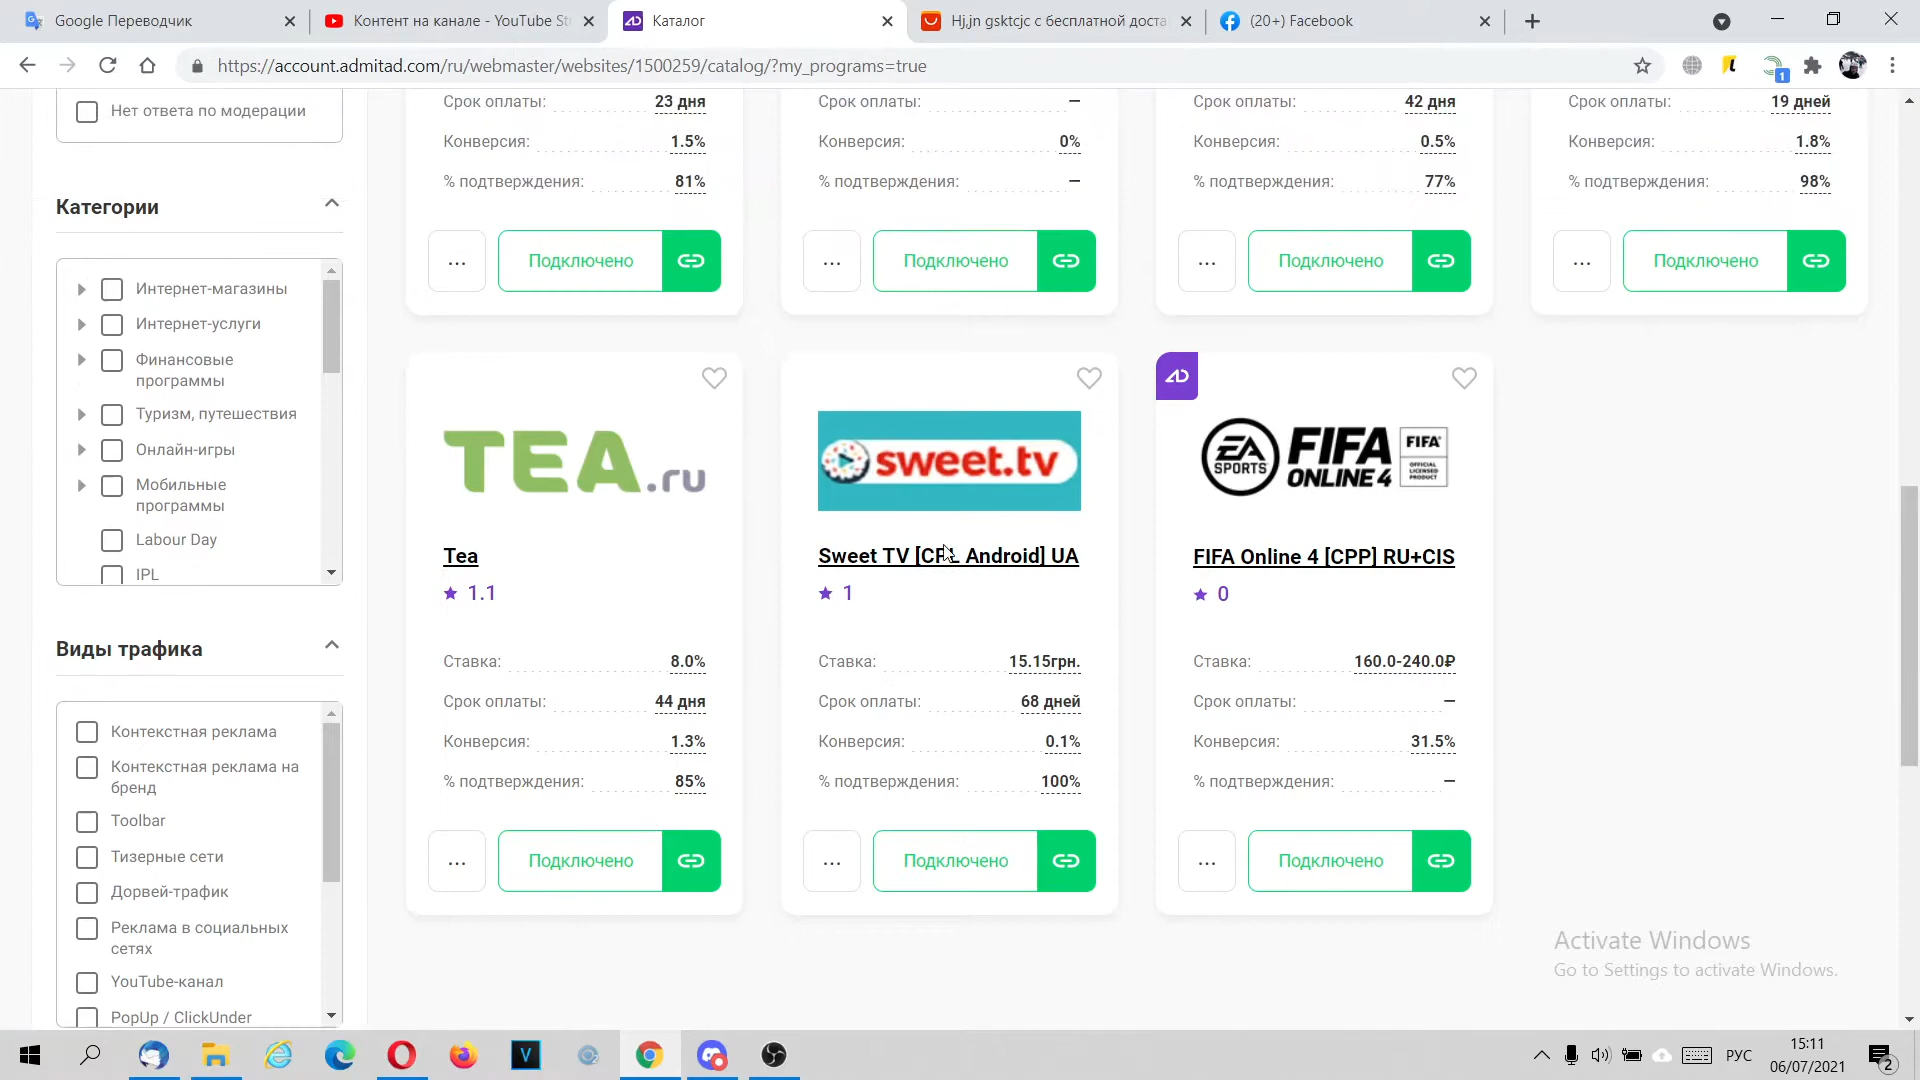 Google Переводчик
Контент на канале - YouTube St
Каталог
Hj,jn gsktcjc с бесплатной доста
(20+) Facebook
https://account.admitad.com/ru/webmaster/websites/1500259/catalog/?my_programs=true
1
Нет ответа по модерации
Категории
Интернет-магазины
Интернет-услуги
Финансовые
программы
Туризм, путешествия
Онлайн-игры
Мобильные
программы
Labour Day
IPL
Виды трафика
Контекстная реклама
Контекстная реклама на
бренд
Toolbar
Тизерные сети
Дорвей-трафик
Реклама в социальных
сетях
YouTube-канал
PopUp / ClickUnder
Срок оплаты: 23 дня
Конверсия: 1.5%
% подтверждения: 81%
... Подключено
Срок оплаты: —
Конверсия: 0%
% подтверждения: —
... Подключено
Срок оплаты: 42 дня
Конверсия: 0.5%
% подтверждения: 77%
... Подключено
Срок оплаты: 19 дней
Конверсия: 1.8%
% подтверждения: 98%
... Подключено
TEA.ru
Tea
1.1
Ставка: 8.0%
Срок оплаты: 44 дня
Конверсия: 1.3%
% подтверждения: 85%
... Подключено
sweet.tv
Sweet TV [CPL Android] UA
1
Ставка: 15.15грн.
Срок оплаты: 68 дней
Конверсия: 0.1%
% подтверждения: 100%
... Подключено
EA SPORTS FIFA ONLINE 4
FIFA OFFICIAL LICENSED PRODUCT
FIFA Online 4 [CPP] RU+CIS
0
Ставка: 160.0-240.0₽
Срок оплаты: —
Конверсия: 31.5%
% подтверждения: —
... Подключено
Activate Windows
Go to Settings to activate Windows.
РУС
15:11
06/07/2021
2